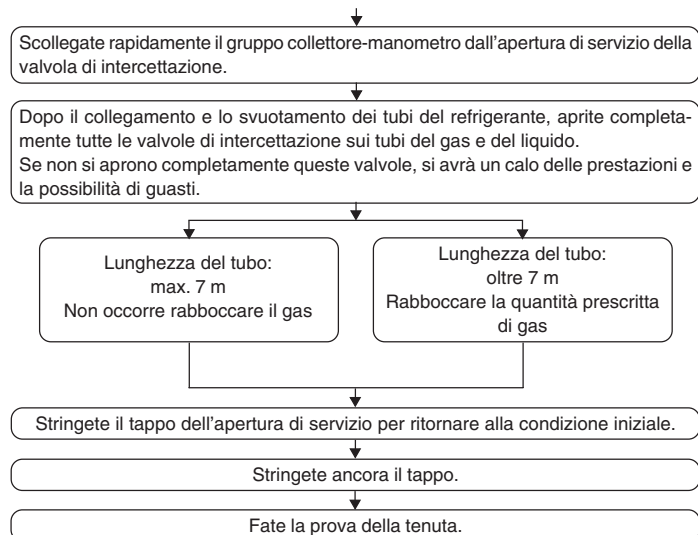 Scollegate rapidamente il gruppo collettore-manometro dall'apertura di servizio della
valvola di intercettazione.
Dopo il collegamento e lo svuotamento dei tubi del refrigerante, aprite completa-
mente tutte le valvole di intercettazione sui tubi del gas e del liquido.
Se non si aprono completamente queste valvole, si avrà un calo delle prestazioni e
la possibilità di guasti.
Lunghezza del tubo:
max. 7 m
Non occorre rabboccare il gas
Lunghezza del tubo:
oltre 7 m
Rabboccare la quantità prescritta
di gas
Stringete il tappo dell'apertura di servizio per ritornare alla condizione iniziale.
Stringete ancora il tappo.
Fate la prova della tenuta.